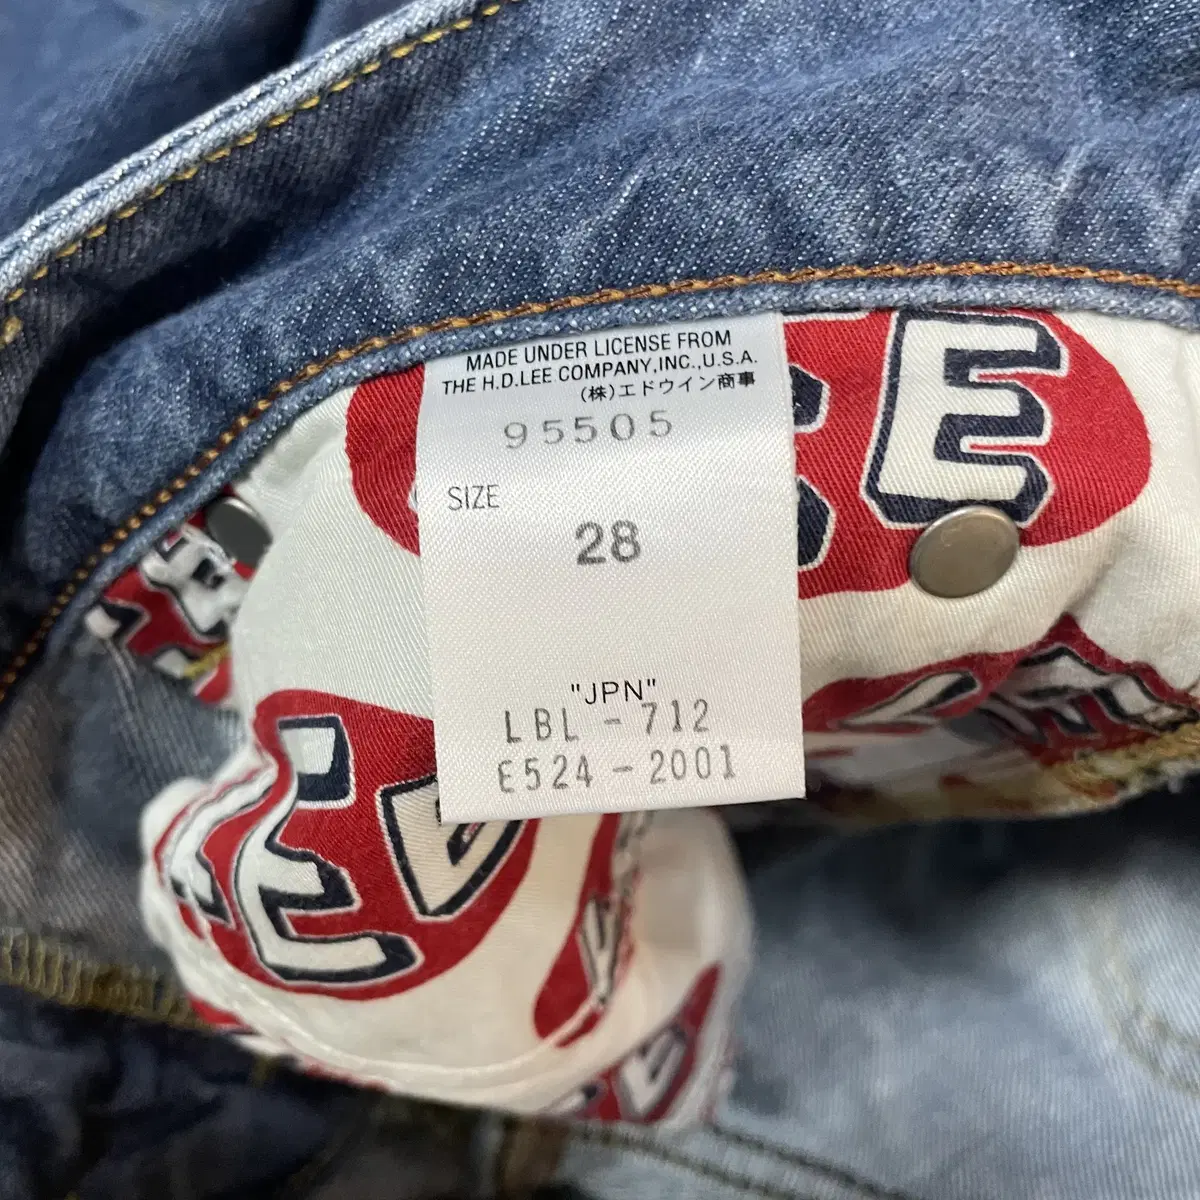 MADE UNDER LICENSE FROM
THE H.D.LEE COMPANY,INC.,U.S.A.
(株)エドウイン商事
95505
SIZE
28
"JPN"
LBL-712
E524-2001
E